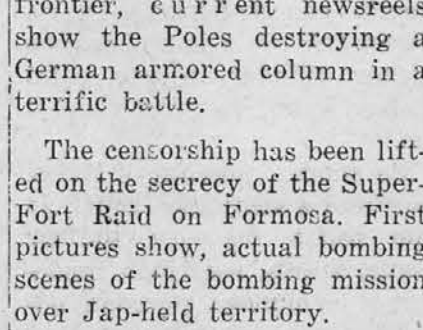 frontier, current newsreels
show the Poles destroying a
German armored column in a
terrific battle.
The censorship has been lift-
ed on the secrecy of the Super-
Fort Raid on Formosa. First
pictures show, actual bombing
scenes of the bombing mission
over Jap-held territory.